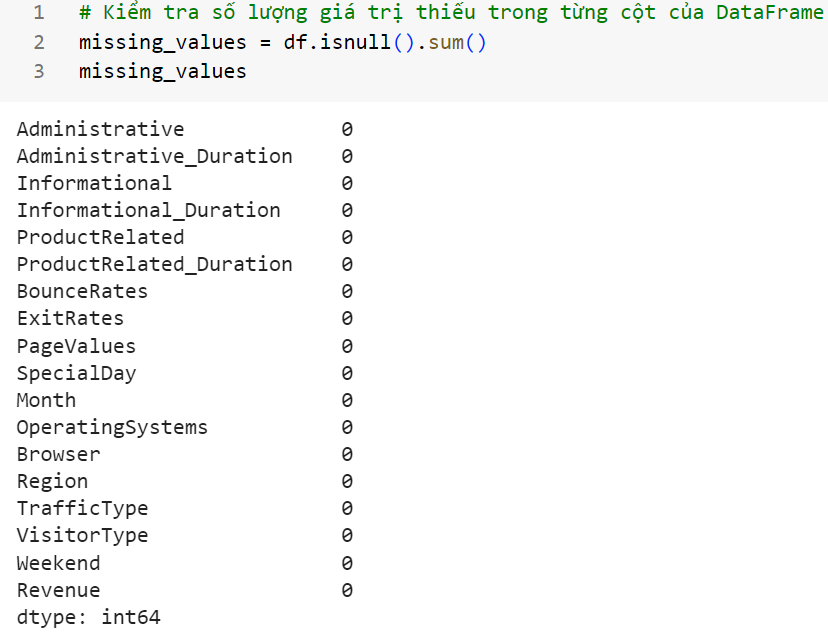 1 # Kiểm tra số lượng giá trị thiếu trong từng cột của DataFrame
2 missing_values = df.isnull().sum()
3 missing_values
Administrative 0
Administrative_Duration 0
Informational 0
Informational_Duration 0
ProductRelated 0
ProductRelated_Duration 0
BounceRates 0
ExitRates 0
PageValues 0
SpecialDay 0
Month 0
OperatingSystems 0
Browser 0
Region 0
TrafficType 0
VisitorType 0
Weekend 0
Revenue 0
dtype: int64